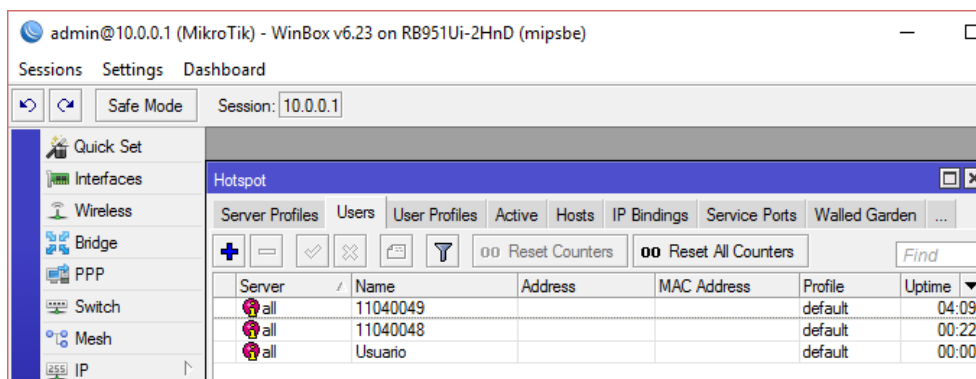 admin@10.0.0.1 (MikroTik) - WinBox v6.23 on RB951Ui-2HnD (mipsbe)
Sessions Settings Dashboard
Safe Mode Session: 10.0.0.1
Quick Set
Interfaces
Wireless
Bridge
PPP
Switch
Mesh
255 IP
Hotspot
Server Profiles Users User Profiles Active Hosts IP Bindings Service Ports Walled Garden ...
00 Reset Counters 00 Reset All Counters Find
Server Name Address MAC Address Profile Uptime
all 11040049 default 04:09
all 11040048 default 00:22
all Usuario default 00:00